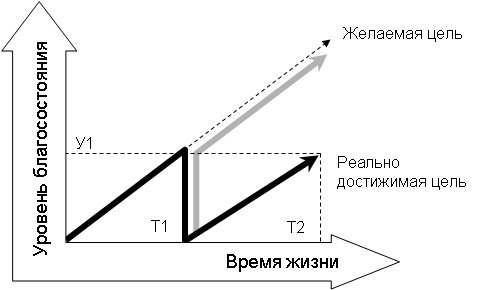 Желаемая цель
Уровень благосостояния
У1
Реально
достижимая цель
Т1
Т2
Время жизни